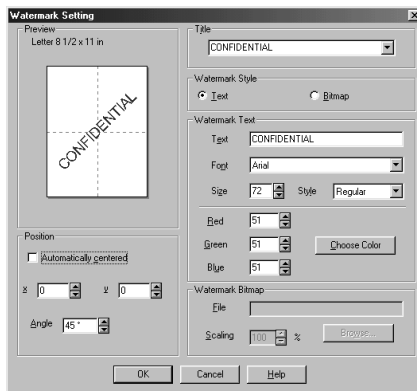 Watermark Setting
Preview
Letter 8 1/2 x 11 in
CONFIDENTIAL
Position
Automatically centered
x 0 y 0
Angle 45 °
Title
CONFIDENTIAL
Watermark Style
Text Bitmap
Watermark Text
Text CONFIDENTIAL
Font Arial
Size 72 Style Regular
Red 51
Green 51 Choose Color
Blue 51
Watermark Bitmap
File
Scaling 100 % Browse...
OK Cancel Help